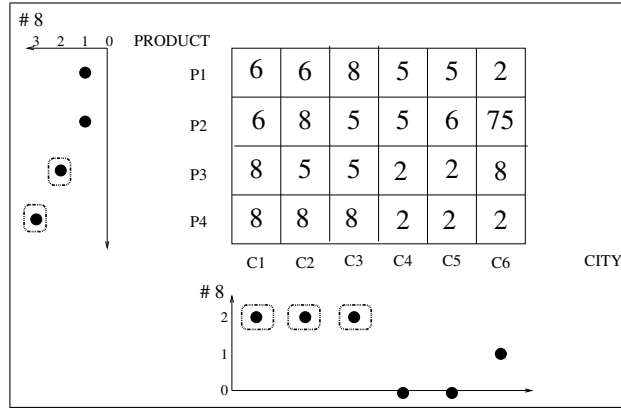 # 8
3 2 1 0 PRODUCT
P1 6 6 8 5 5 2
P2 6 8 5 5 6 75
P3 8 5 5 2 2 8
P4 8 8 8 2 2 2
C1 C2 C3 C4 C5 C6 CITY
# 8
2
1
0